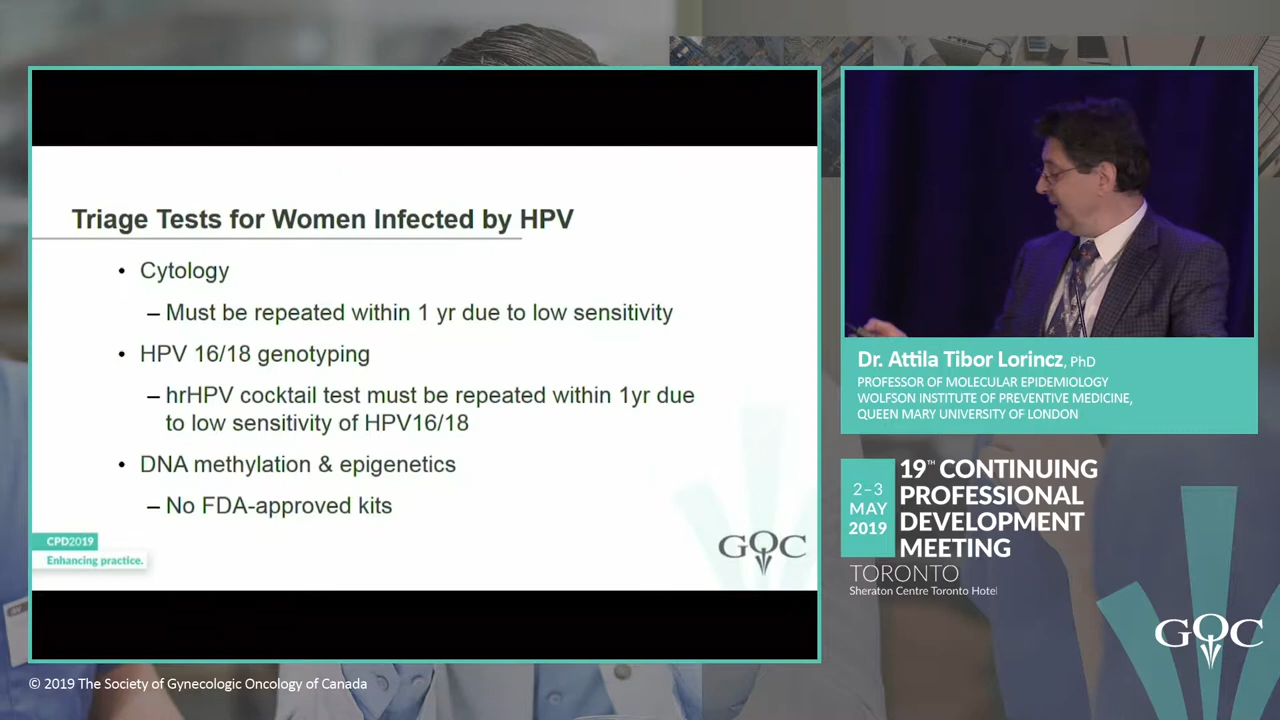 Triage Tests for Women Infected by HPV
• Cytology
– Must be repeated within 1 yr due to low sensitivity
• HPV 16/18 genotyping
– hrHPV cocktail test must be repeated within 1yr due
to low sensitivity of HPV16/18
• DNA methylation & epigenetics
– No FDA-approved kits
CPD2019
Enhancing practice.
GOC
Dr. Attila Tibor Lorincz, PhD
PROFESSOR OF MOLECULAR EPIDEMIOLOGY
WOLFSON INSTITUTE OF PREVENTIVE MEDICINE,
QUEEN MARY UNIVERSITY OF LONDON
2–3
MAY
2019
19TH CONTINUING
PROFESSIONAL
DEVELOPMENT
MEETING
TORONTO
Sheraton Centre Toronto Hotel
GOC
© 2019 The Society of Gynecologic Oncology of Canada